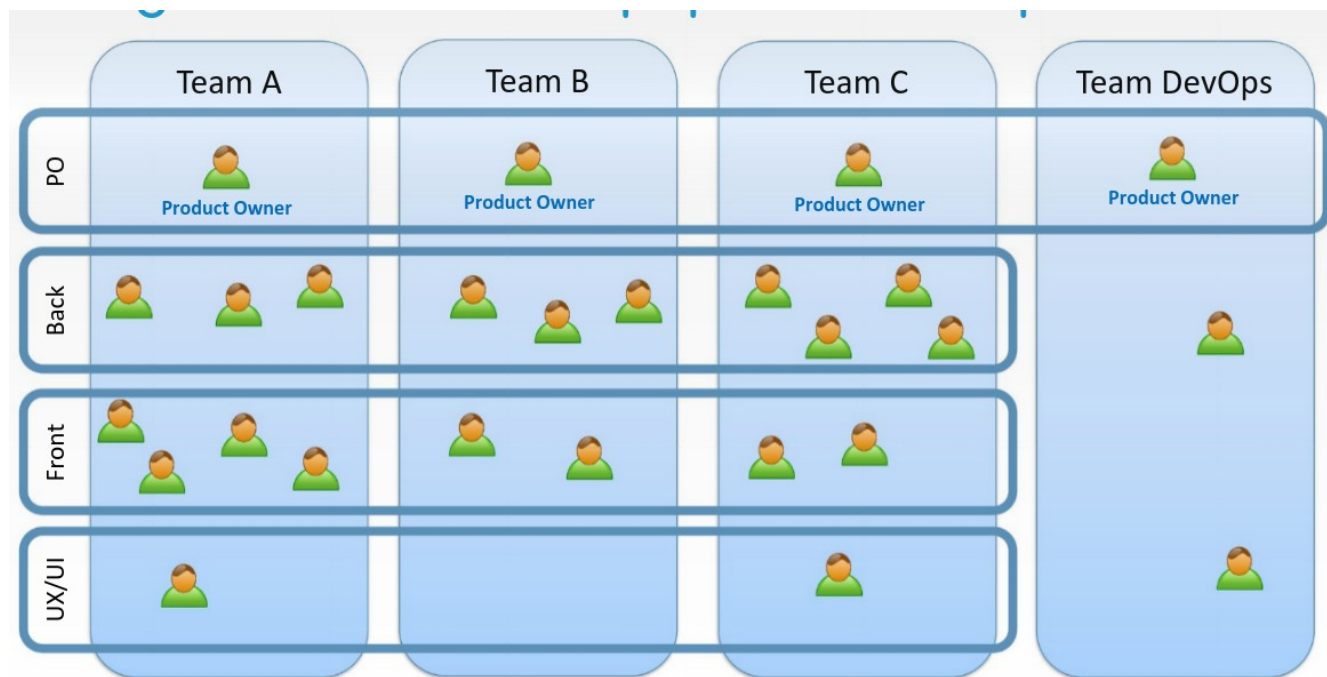 Team A
Team B
Team C
Team DevOps
PO
Product Owner
Product Owner
Product Owner
Product Owner
Back
Front
UX/UI